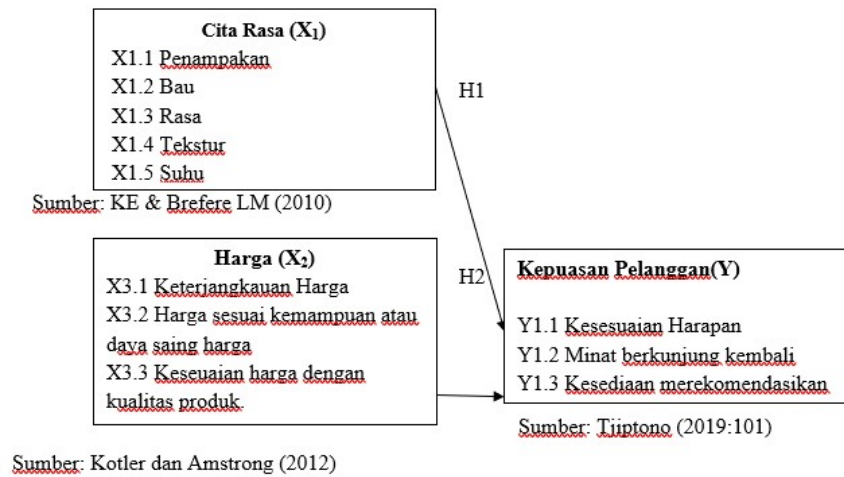 Cita Rasa (X₁)
X1.1 Penampakan
X1.2 Bau
X1.3 Rasa
X1.4 Tekstur
X1.5 Suhu
Sumber: KE & Brefere LM (2010)
H1
Harga (X₂)
X3.1 Keterjangkauan Harga
X3.2 Harga sesuai kemampuan atau
daya saing harga
X3.3 Keseuaian harga dengan
kualitas produk.
Sumber: Kotler dan Amstrong (2012)
H2
Kepuasan Pelanggan(Y)
Y1.1 Kesesuaian Harapan
Y1.2 Minat berkunjung kembali
Y1.3 Kesediaan merekomendasikan
Sumber: Tjiptono (2019:101)